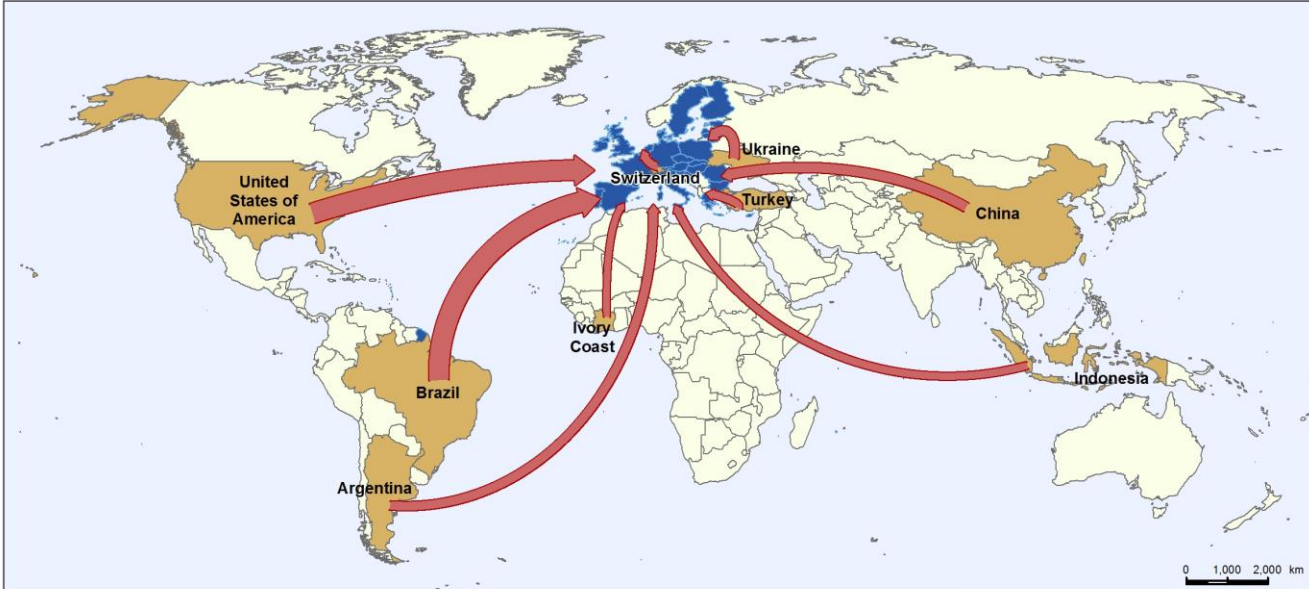 Ukraine
Switzerland
United
States of
America
Turkey
China
Ivory
Coast
Indonesia
Brazil
Argentina
0 1,000 2,000 km